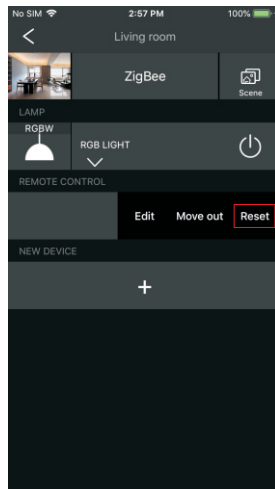 No SIM 2:57 PM 100%
Living room
ZigBee
Scene
LAMP
RGBW
RGB LIGHT
REMOTE CONTROL
Edit Move out Reset
NEW DEVICE
+